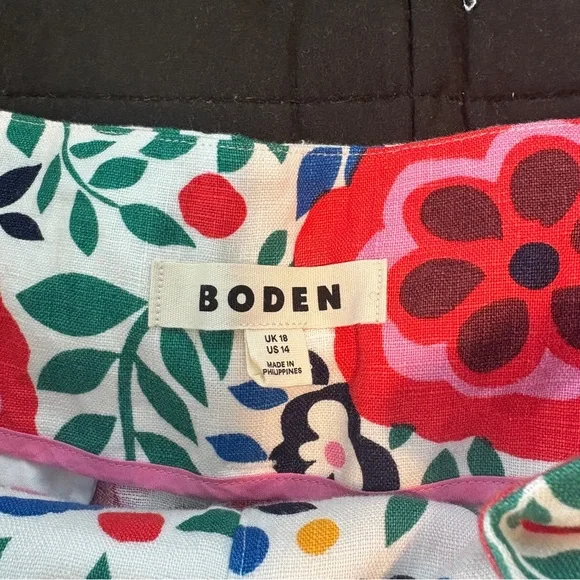 BODEN
UK 18
US 14
MADE IN
PHILIPPINES